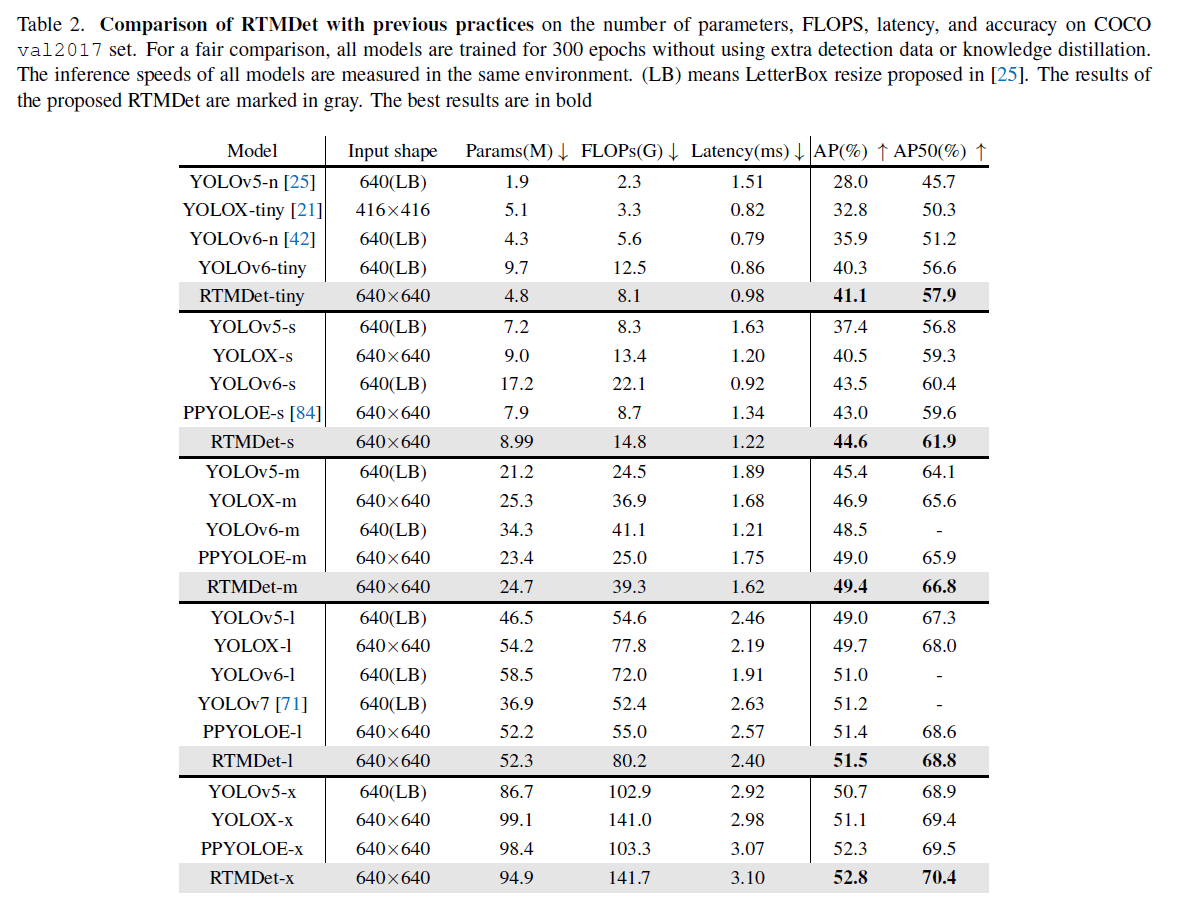 Table 2. Comparison of RTMDet with previous practices on the number of parameters, FLOPS, latency, and accuracy on COCO
val2017 set. For a fair comparison, all models are trained for 300 epochs without using extra detection data or knowledge distillation.
The inference speeds of all models are measured in the same environment. (LB) means LetterBox resize proposed in [25]. The results of
the proposed RTMDet are marked in gray. The best results are in bold
Model Input shape Params(M) ↓ FLOPs(G) ↓ Latency(ms) ↓ AP(%) ↑ AP50(%) ↑
YOLOv5-n [25] 640(LB) 1.9 2.3 1.51 28.0 45.7
YOLOX-tiny [21] 416×416 5.1 3.3 0.82 32.8 50.3
YOLOv6-n [42] 640(LB) 4.3 5.6 0.79 35.9 51.2
YOLOv6-tiny 640(LB) 9.7 12.5 0.86 40.3 56.6
RTMDet-tiny 640×640 4.8 8.1 0.98 41.1 57.9
YOLOv5-s 640(LB) 7.2 8.3 1.63 37.4 56.8
YOLOX-s 640×640 9.0 13.4 1.20 40.5 59.3
YOLOv6-s 640(LB) 17.2 22.1 0.92 43.5 60.4
PPYOLOE-s [84] 640×640 7.9 8.7 1.34 43.0 59.6
RTMDet-s 640×640 8.99 14.8 1.22 44.6 61.9
YOLOv5-m 640(LB) 21.2 24.5 1.89 45.4 64.1
YOLOX-m 640×640 25.3 36.9 1.68 46.9 65.6
YOLOv6-m 640(LB) 34.3 41.1 1.21 48.5 -
PPYOLOE-m 640×640 23.4 25.0 1.75 49.0 65.9
RTMDet-m 640×640 24.7 39.3 1.62 49.4 66.8
YOLOv5-l 640(LB) 46.5 54.6 2.46 49.0 67.3
YOLOX-l 640×640 54.2 77.8 2.19 49.7 68.0
YOLOv6-l 640(LB) 58.5 72.0 1.91 51.0 -
YOLOv7 [71] 640(LB) 36.9 52.4 2.63 51.2 -
PPYOLOE-l 640×640 52.2 55.0 2.57 51.4 68.6
RTMDet-l 640×640 52.3 80.2 2.40 51.5 68.8
YOLOv5-x 640(LB) 86.7 102.9 2.92 50.7 68.9
YOLOX-x 640×640 99.1 141.0 2.98 51.1 69.4
PPYOLOE-x 640×640 98.4 103.3 3.07 52.3 69.5
RTMDet-x 640×640 94.9 141.7 3.10 52.8 70.4